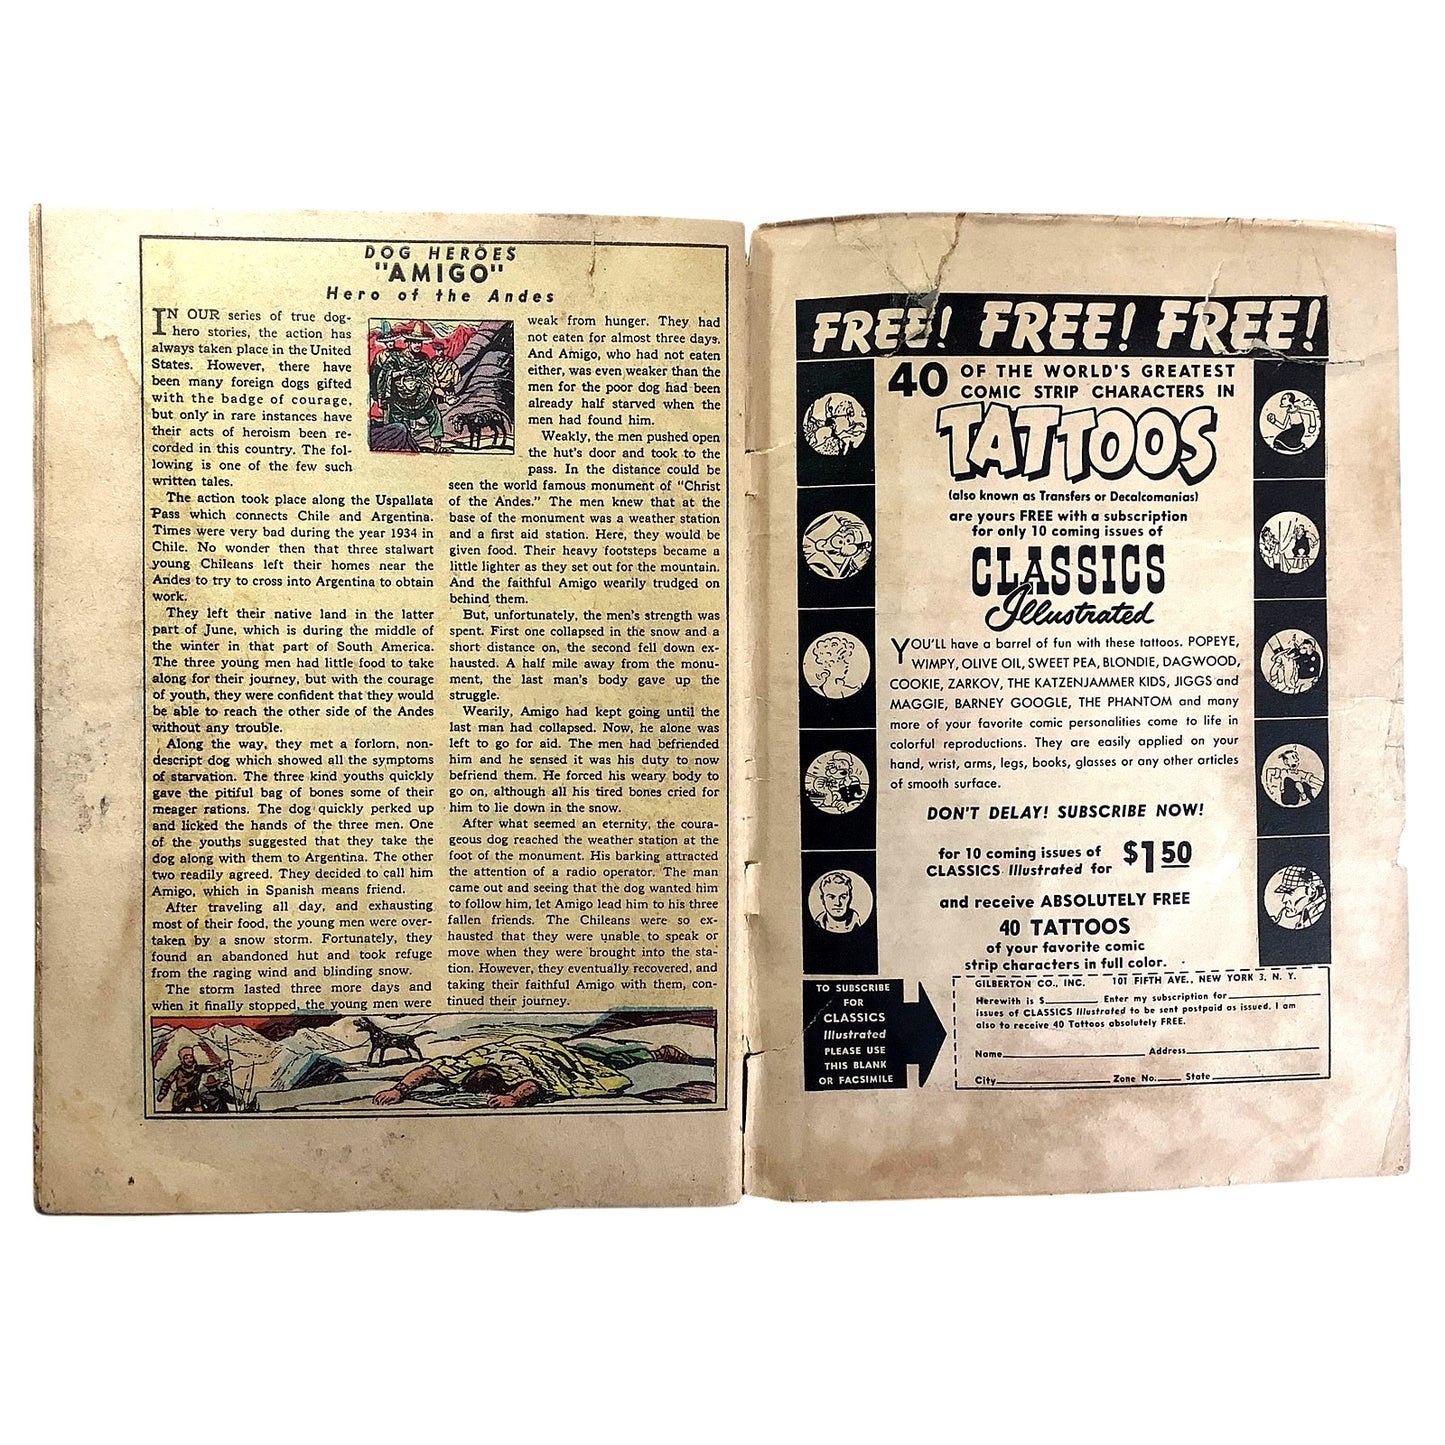 DOG HEROES
"AMIGO"
Hero of the Andes
IN OUR series of true dog-
hero stories, the action has
always taken place in the United
States. However, there have
been many foreign dogs gifted
with the badge of courage,
but only in rare instances have
their acts of heroism been re-
corded in this country. The fol-
lowing is one of the few such
written tales.
The action took place along the Uspallata
Pass which connects Chile and Argentina.
Times were very bad during the year 1934 in
Chile. No wonder then that three stalwart
young Chileans left their homes near the
Andes to try to cross into Argentina to obtain
work.
They left their native land in the latter
part of June, which is during the middle of
the winter in that part of South America.
The three young men had little food to take
along for their journey, but with the courage
of youth, they were confident that they would
be able to reach the other side of the Andes
without any trouble.
Along the way, they met a forlorn, non-
descript dog which showed all the symptoms
of starvation. The three kind youths quickly
gave the pitiful bag of bones some of their
meager rations. The dog quickly perked up
and licked the hands of the three men. One
of the youths suggested that they take the
dog along with them to Argentina. The other
two readily agreed. They decided to call him
Amigo, which in Spanish means friend.
After traveling all day, and exhausting
most of their food, the young men were over-
taken by a snow storm. Fortunately, they
found an abandoned hut and took refuge
from the raging wind and blinding snow.
The storm lasted three more days and
when it finally stopped, the young men were
weak from hunger. They had
not eaten for almost three days.
And Amigo, who had not eaten
either, was even weaker than the
men for the poor dog had been
already half starved when the
men had found him.
Weakly, the men pushed open
the hut's door and took to the
pass. In the distance could be
seen the world famous monument of "Christ
of the Andes." The men knew that at the
base of the monument was a weather station
and a first aid station. Here, they would be
given food. Their heavy footsteps became a
little lighter as they set out for the mountain.
And the faithful Amigo wearily trudged on
behind them.
But, unfortunately, the men's strength was
spent. First one collapsed in the snow and a
short distance on, the second fell down ex-
hausted. A half mile away from the monu-
ment, the last man's body gave up the
struggle.
Wearily, Amigo had kept going until the
last man had collapsed. Now, he alone was
left to go for aid. The men had befriended
him and he sensed it was his duty to now
befriend them. He forced his weary body to
go on, although all his tired bones cried for
him to lie down in the snow.
After what seemed an eternity, the coura-
geous dog reached the weather station at the
foot of the monument. His barking attracted
the attention of a radio operator. The man
came out and seeing that the dog wanted him
to follow him, let Amigo lead him to his three
fallen friends. The Chileans were so ex-
hausted that they were unable to speak or
move when they were brought into the sta-
tion. However, they eventually recovered, and
taking their faithful Amigo with them, con-
tinued their journey.
FREE! FREE! FREE!
40 OF THE WORLD'S GREATEST
COMIC STRIP CHARACTERS IN
TATTOOS
(also known as Transfers or Decalcomanias)
are yours FREE with a subscription
for only 10 coming issues of
CLASSICS
Illustrated
YOU'LL have a barrel of fun with these tattoos. POPEYE,
WIMPY, OLIVE OIL, SWEET PEA, BLONDIE, DAGWOOD,
COOKIE, ZARKOV, THE KATZENJAMMER KIDS, JIGGS and
MAGGIE, BARNEY GOOGLE, THE PHANTOM and many
more of your favorite comic personalities come to life in
colorful reproductions. They are easily applied on your
hand, wrist, arms, legs, books, glasses or any other articles
of smooth surface.
DON'T DELAY! SUBSCRIBE NOW!
for 10 coming issues of
CLASSICS Illustrated for $1.50
and receive ABSOLUTELY FREE
40 TATTOOS
of your favorite comic
strip characters in full color.
TO SUBSCRIBE
FOR
CLASSICS
Illustrated
PLEASE USE
THIS BLANK
OR FACSIMILE
GILBERTON CO., INC. 101 FIFTH AVE., NEW YORK 3, N. Y.
Herewith is $ Enter my subscription for
issues of CLASSICS Illustrated to be sent postpaid as issued. I am
also to receive 40 Tattoos absolutely FREE.
Name Address
City Zone No. State